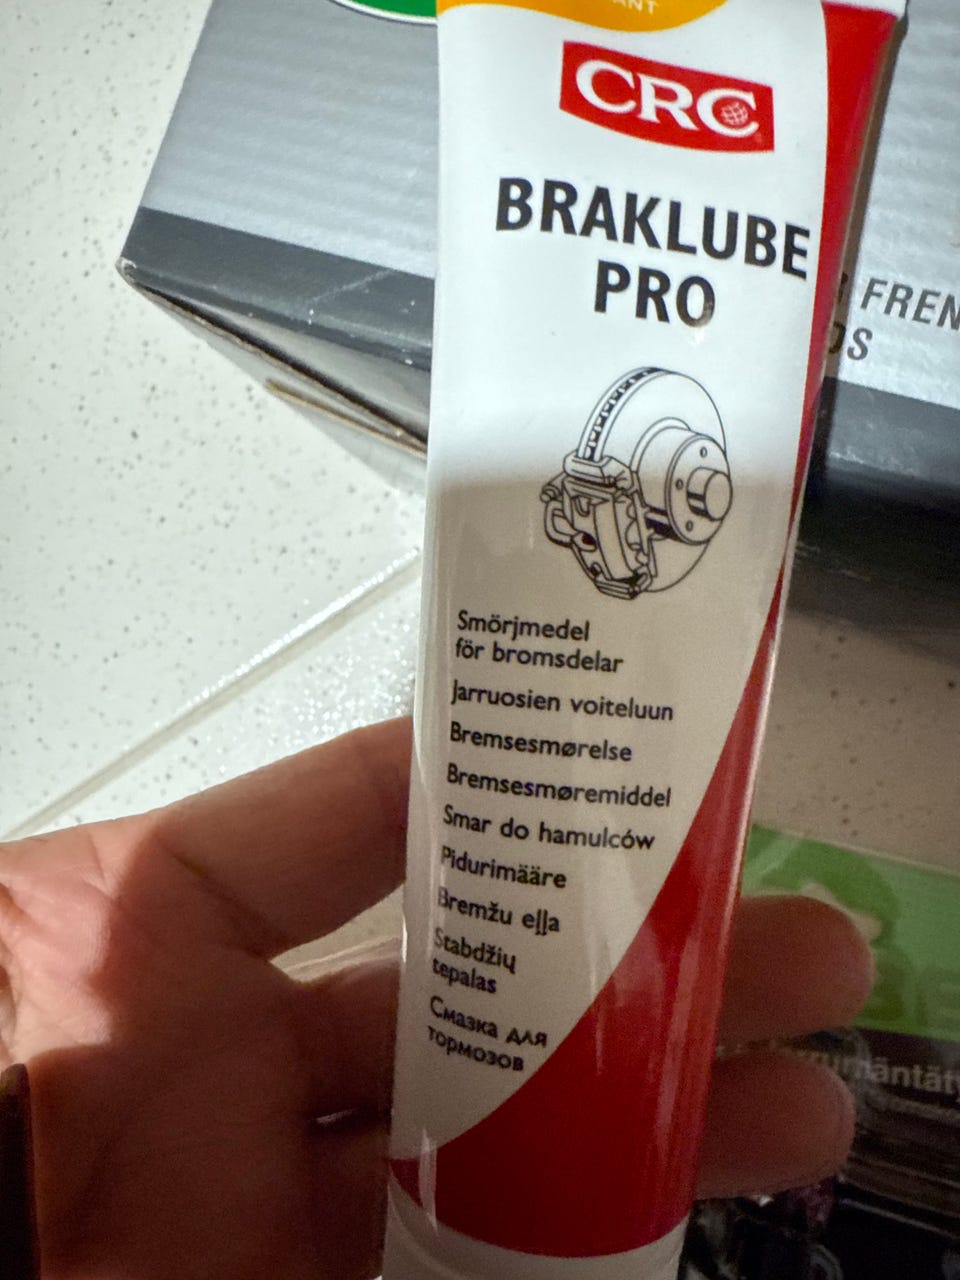 CRC
BRAKLUBE
PRO
FREN
Smörjmedel
för bromsdelar
Jarruosien voiteluun
Bremsesmørelse
Bremsesmøremiddel
Smar do hamulców
Pidurimääre
Bremžu eļļa
Stabdžių
tepalas
Смазка для
тормозов